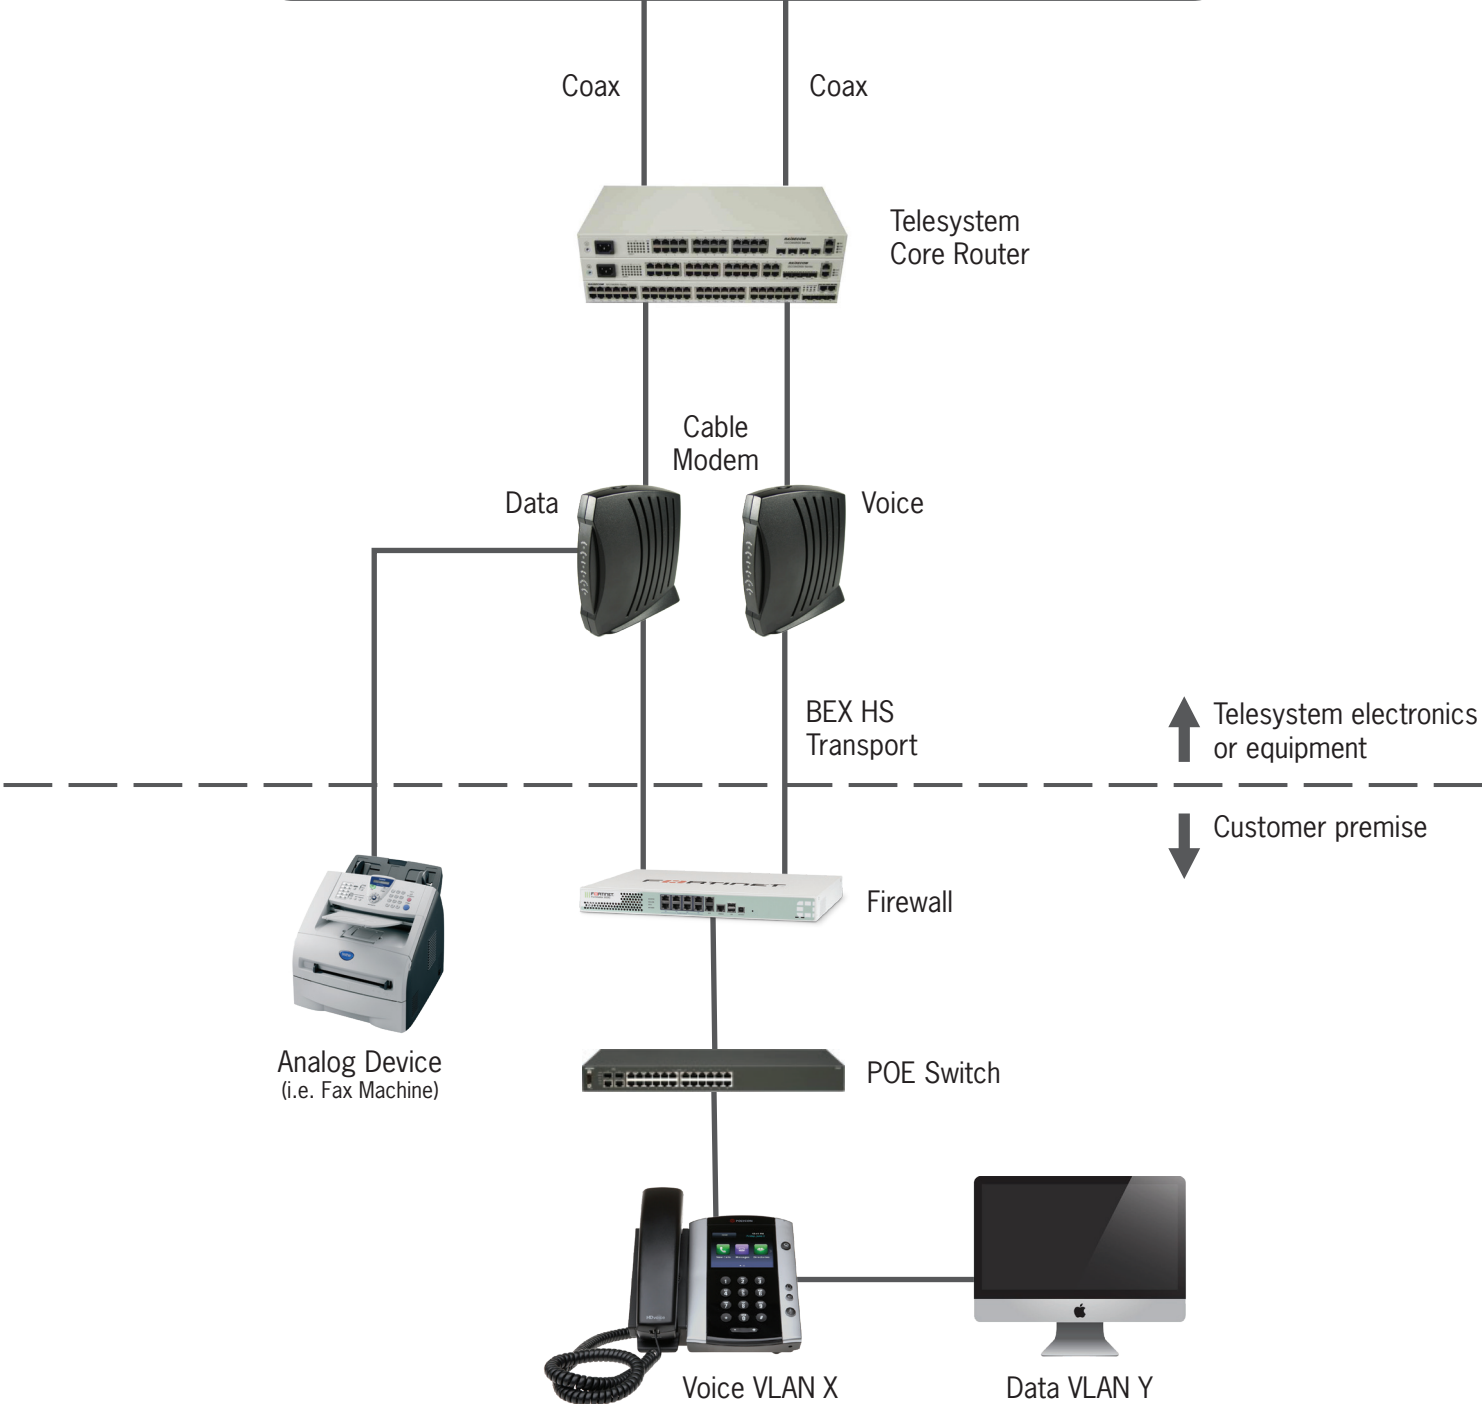 Coax
Coax
Telesystem
Core Router
Cable
Modem
Data
Voice
BEX HS
Transport
Telesystem electronics
or equipment
Customer premise
FORTINET
Firewall
Analog Device
(i.e. Fax Machine)
POE Switch
Voice VLAN X
Data VLAN Y